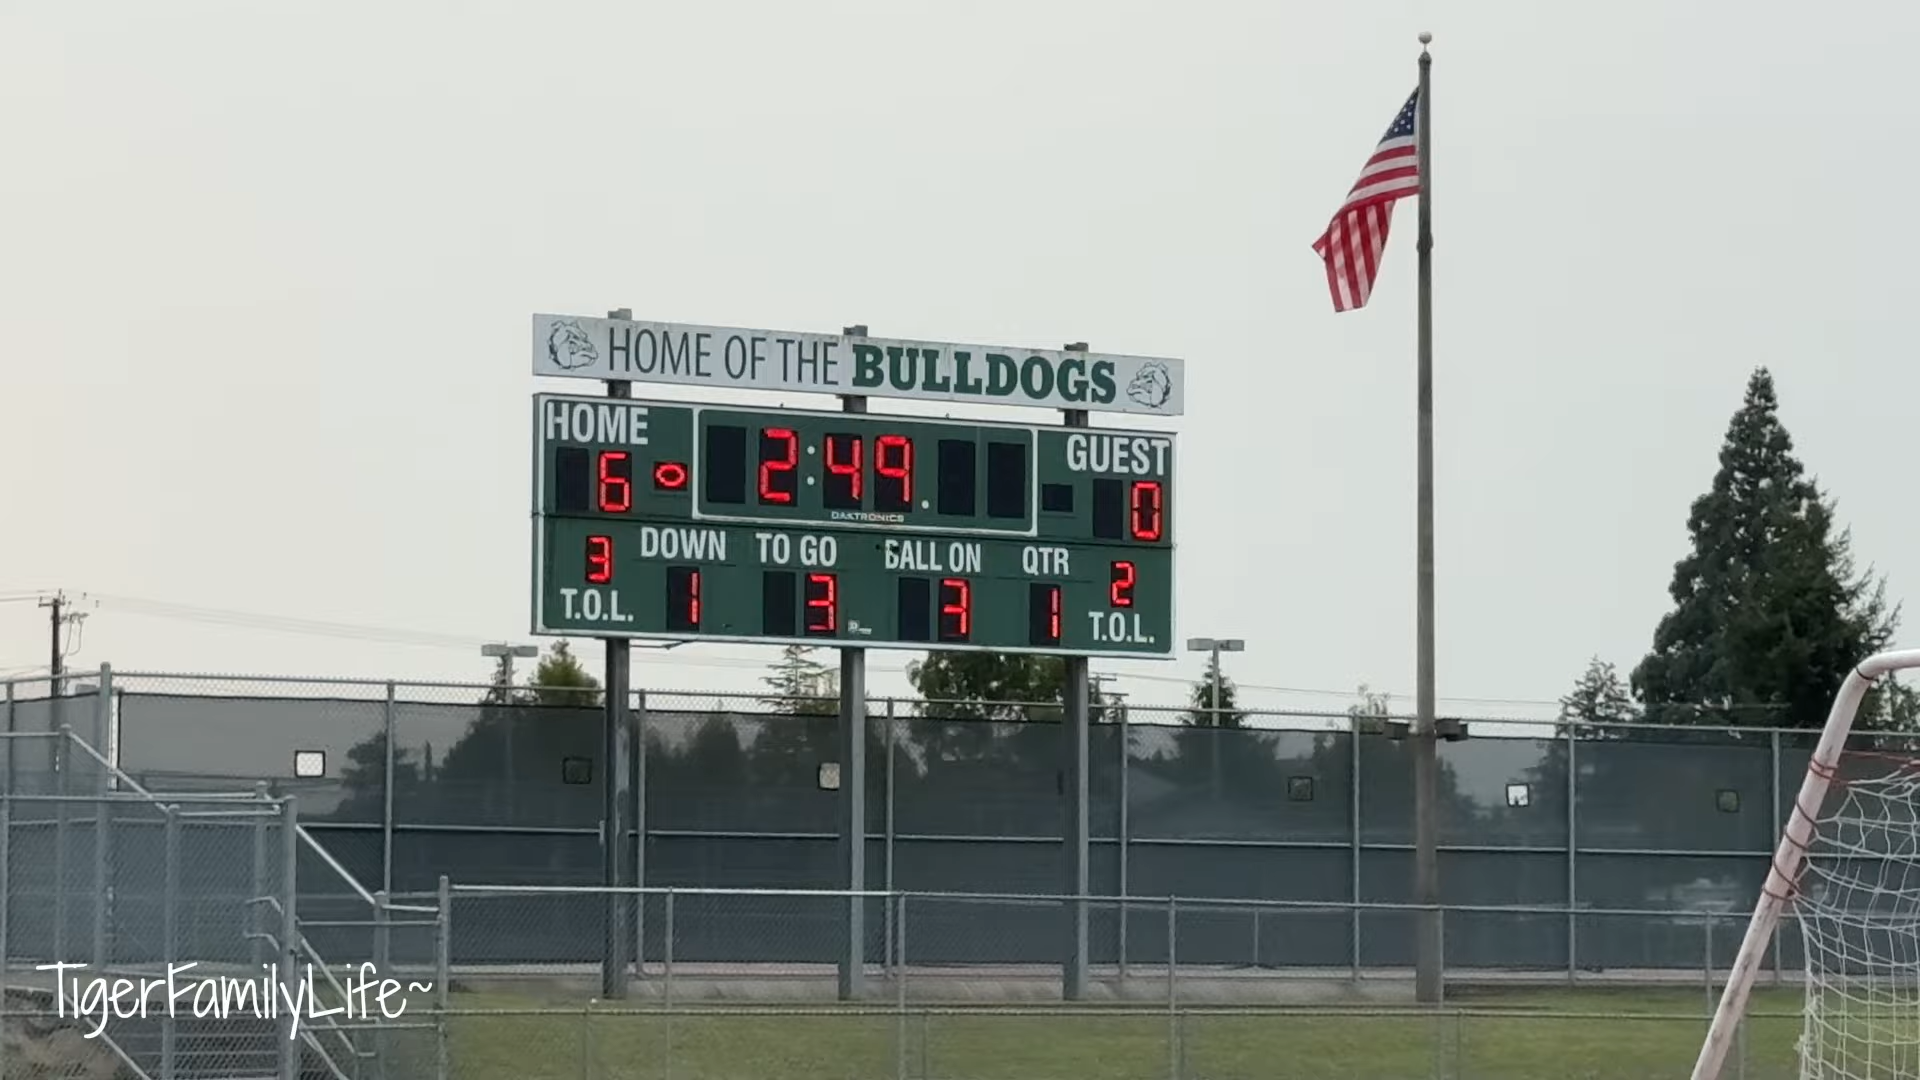 HOME OF THE BULLDOGS
HOME 2:49 GUEST
6 0
DAKTRONICS
DOWN TO GO BALL ON QTR
3 1 3 3 1 2
T.O.L. T.O.L.
TigerFamilyLife~